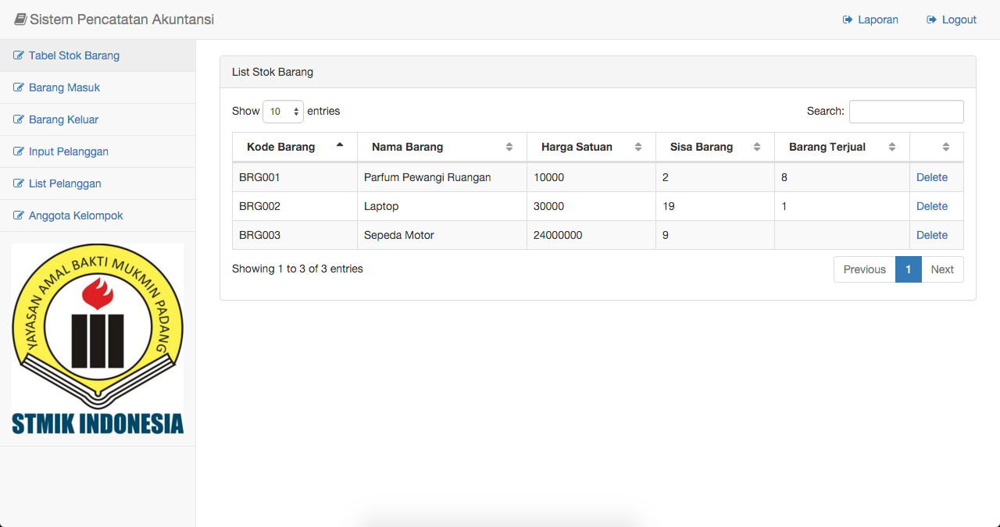 Sistem Pencatatan Akuntansi
Laporan
Logout
Tabel Stok Barang
Barang Masuk
Barang Keluar
Input Pelanggan
List Pelanggan
Anggota Kelompok
YAYASAN AMAL BAKTI MUKMIN PADANG
STMIK INDONESIA
List Stok Barang
Show 10 entries
Search:
Kode Barang Nama Barang Harga Satuan Sisa Barang Barang Terjual
BRG001 Parfum Pewangi Ruangan 10000 2 8 Delete
BRG002 Laptop 30000 19 1 Delete
BRG003 Sepeda Motor 24000000 9 Delete
Showing 1 to 3 of 3 entries
Previous 1 Next